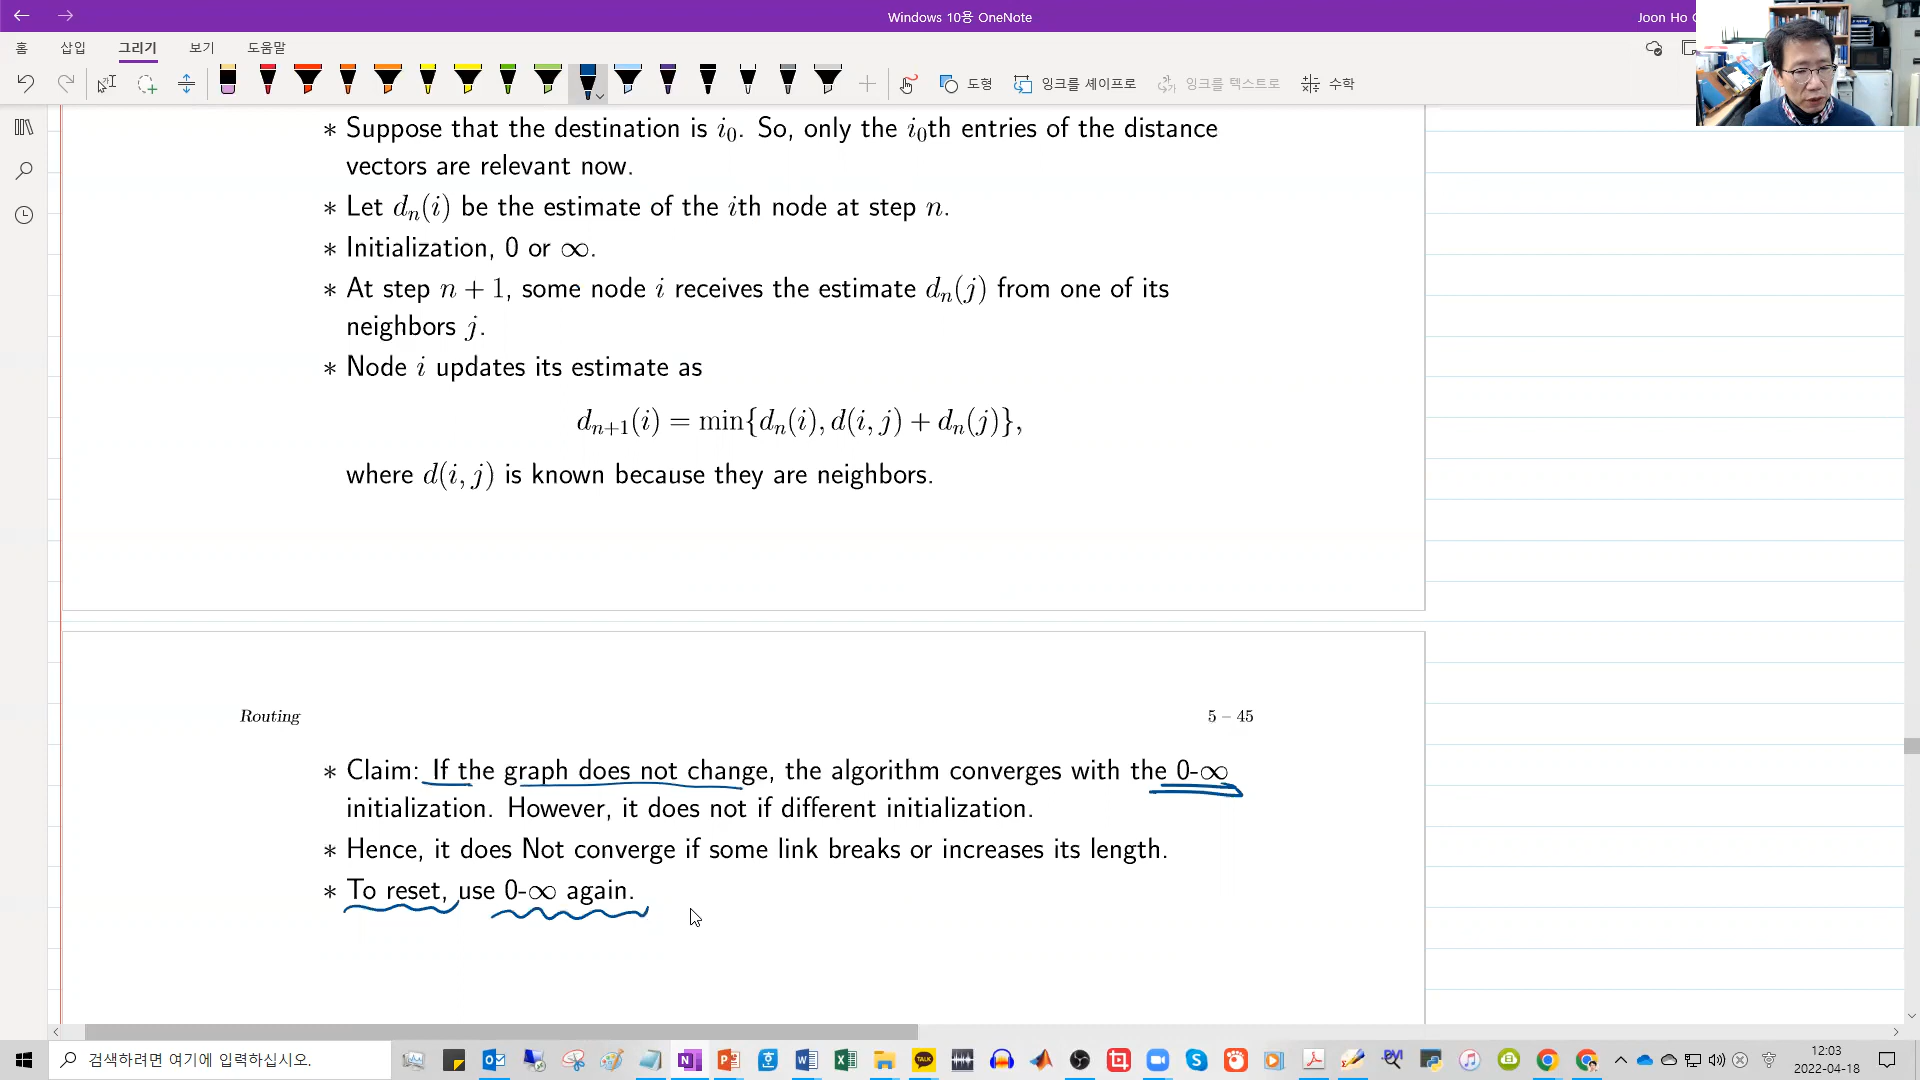 Windows 10용 OneNote
Joon Ho
홈 삽입 그리기 보기 도움말
도형 잉크를 셰이프로 잉크를 텍스트로 수학
∗ Suppose that the destination is i₀. So, only the i₀th entries of the distance
vectors are relevant now.
∗ Let dₙ(i) be the estimate of the ith node at step n.
∗ Initialization, 0 or ∞.
∗ At step n + 1, some node i receives the estimate dₙ(j) from one of its
neighbors j.
∗ Node i updates its estimate as
dₙ₊₁(i) = min{dₙ(i), d(i, j) + dₙ(j)},
where d(i, j) is known because they are neighbors.
Routing 5 – 45
∗ Claim: If the graph does not change, the algorithm converges with the 0-∞
initialization. However, it does not if different initialization.
∗ Hence, it does Not converge if some link breaks or increases its length.
∗ To reset, use 0-∞ again.
검색하려면 여기에 입력하십시오.
12:03
2022-04-18